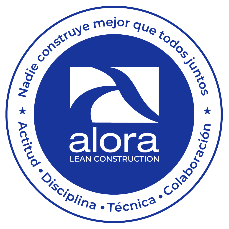 Nadie construye mejor que todos juntos
alora
LEAN CONSTRUCTION
Actitud • Disciplina • Técnica • Colaboración